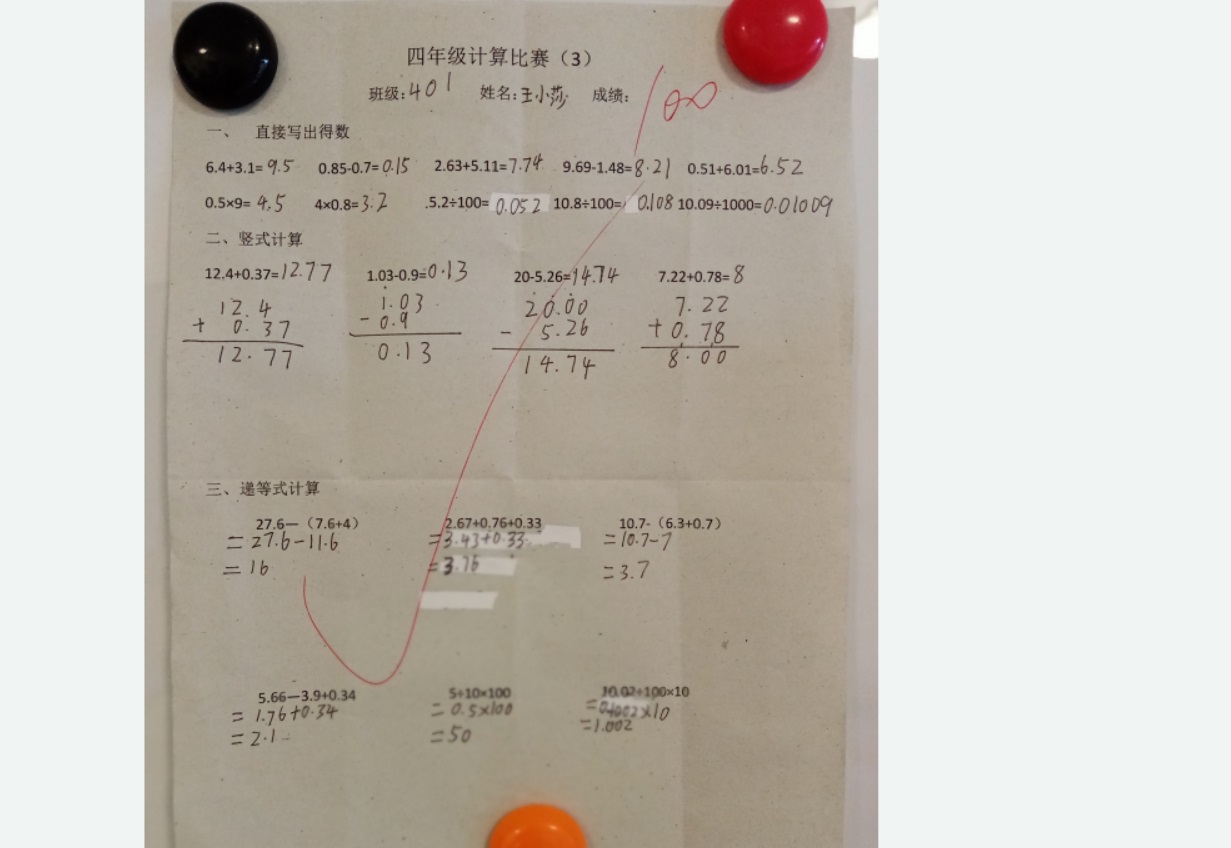 四年级计算比赛（3）
班级:401 姓名:王小莎 成绩: 100
一、 直接写出得数
6.4+3.1=9.5 0.85-0.7=0.15 2.63+5.11=7.74 9.69-1.48=8.21 0.51+6.01=6.52
0.5×9=4.5 4×0.8=3.2 .5.2÷100=0.052 10.8÷100=0.108 10.09÷1000=0.01009
二、竖式计算
12.4+0.37=12.77 1.03-0.9=0.13 20-5.26=14.74 7.22+0.78=8
12.4 1.03 20.00 7.22
+ 0.37 - 0.9 - 5.26 +0.78
12.77 0.13 14.74 8.00
三、递等式计算
27.6—（7.6+4） 2.67+0.76+0.33 10.7-（6.3+0.7）
=27.6-11.6 =3.43+0.33 =10.7-7
=16 =3.76 =3.7
5.66—3.9+0.34 5÷10×100 10.02÷100×10
=1.76+0.34 =0.5×100 ×10
=2.1 =50 =1.002